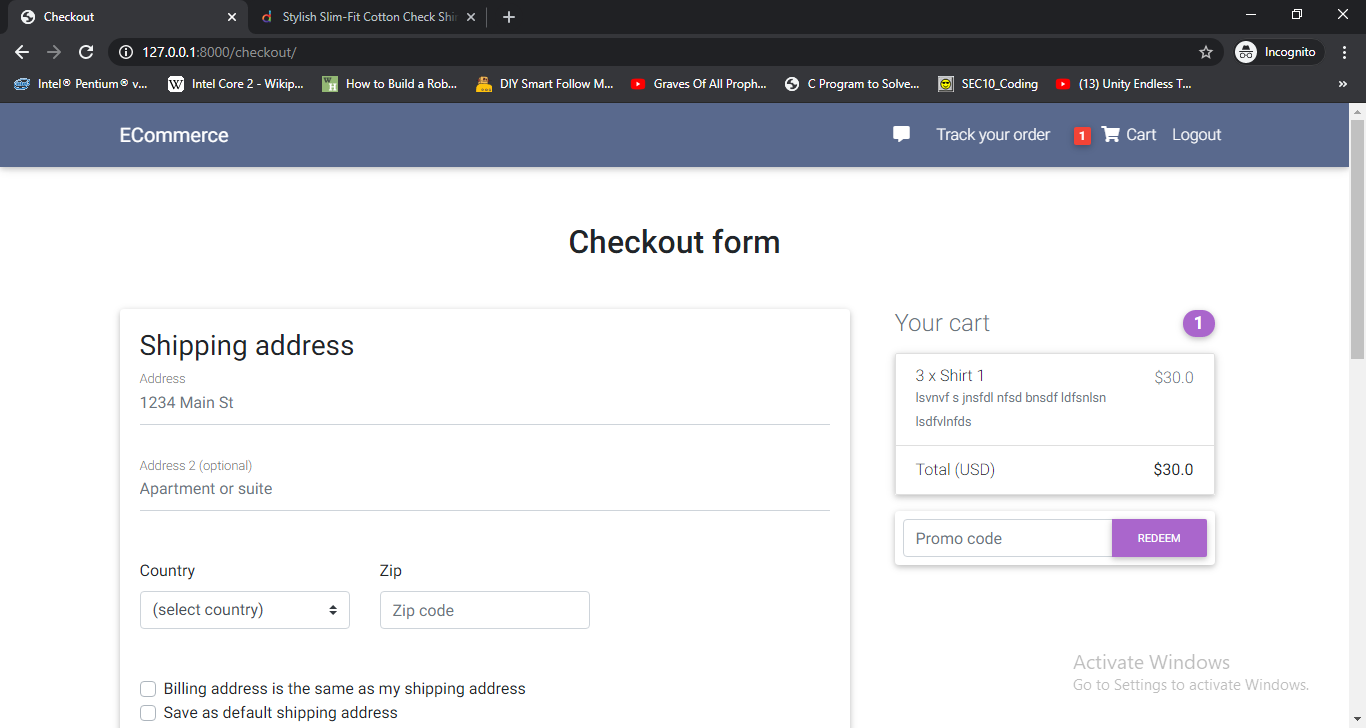 Checkout
Stylish Slim-Fit Cotton Check Shir
127.0.0.1:8000/checkout/
Incognito
Intel® Pentium® v...
Intel Core 2 - Wikip...
How to Build a Rob...
DIY Smart Follow M...
Graves Of All Proph...
C Program to Solve...
SEC10_Coding
(13) Unity Endless T...
»
ECommerce
Track your order
1
Cart
Logout
Checkout form
Shipping address
Address
1234 Main St
Address 2 (optional)
Apartment or suite
Country
Zip
(select country)
Zip code
Billing address is the same as my shipping address
Save as default shipping address
Your cart
1
3 x Shirt 1
$30.0
lsvnvf s jnsfdl nfsd bnsdf ldfsnlsn
lsdfvlnfds
Total (USD)
$30.0
Promo code
REDEEM
Activate Windows
Go to Settings to activate Windows.